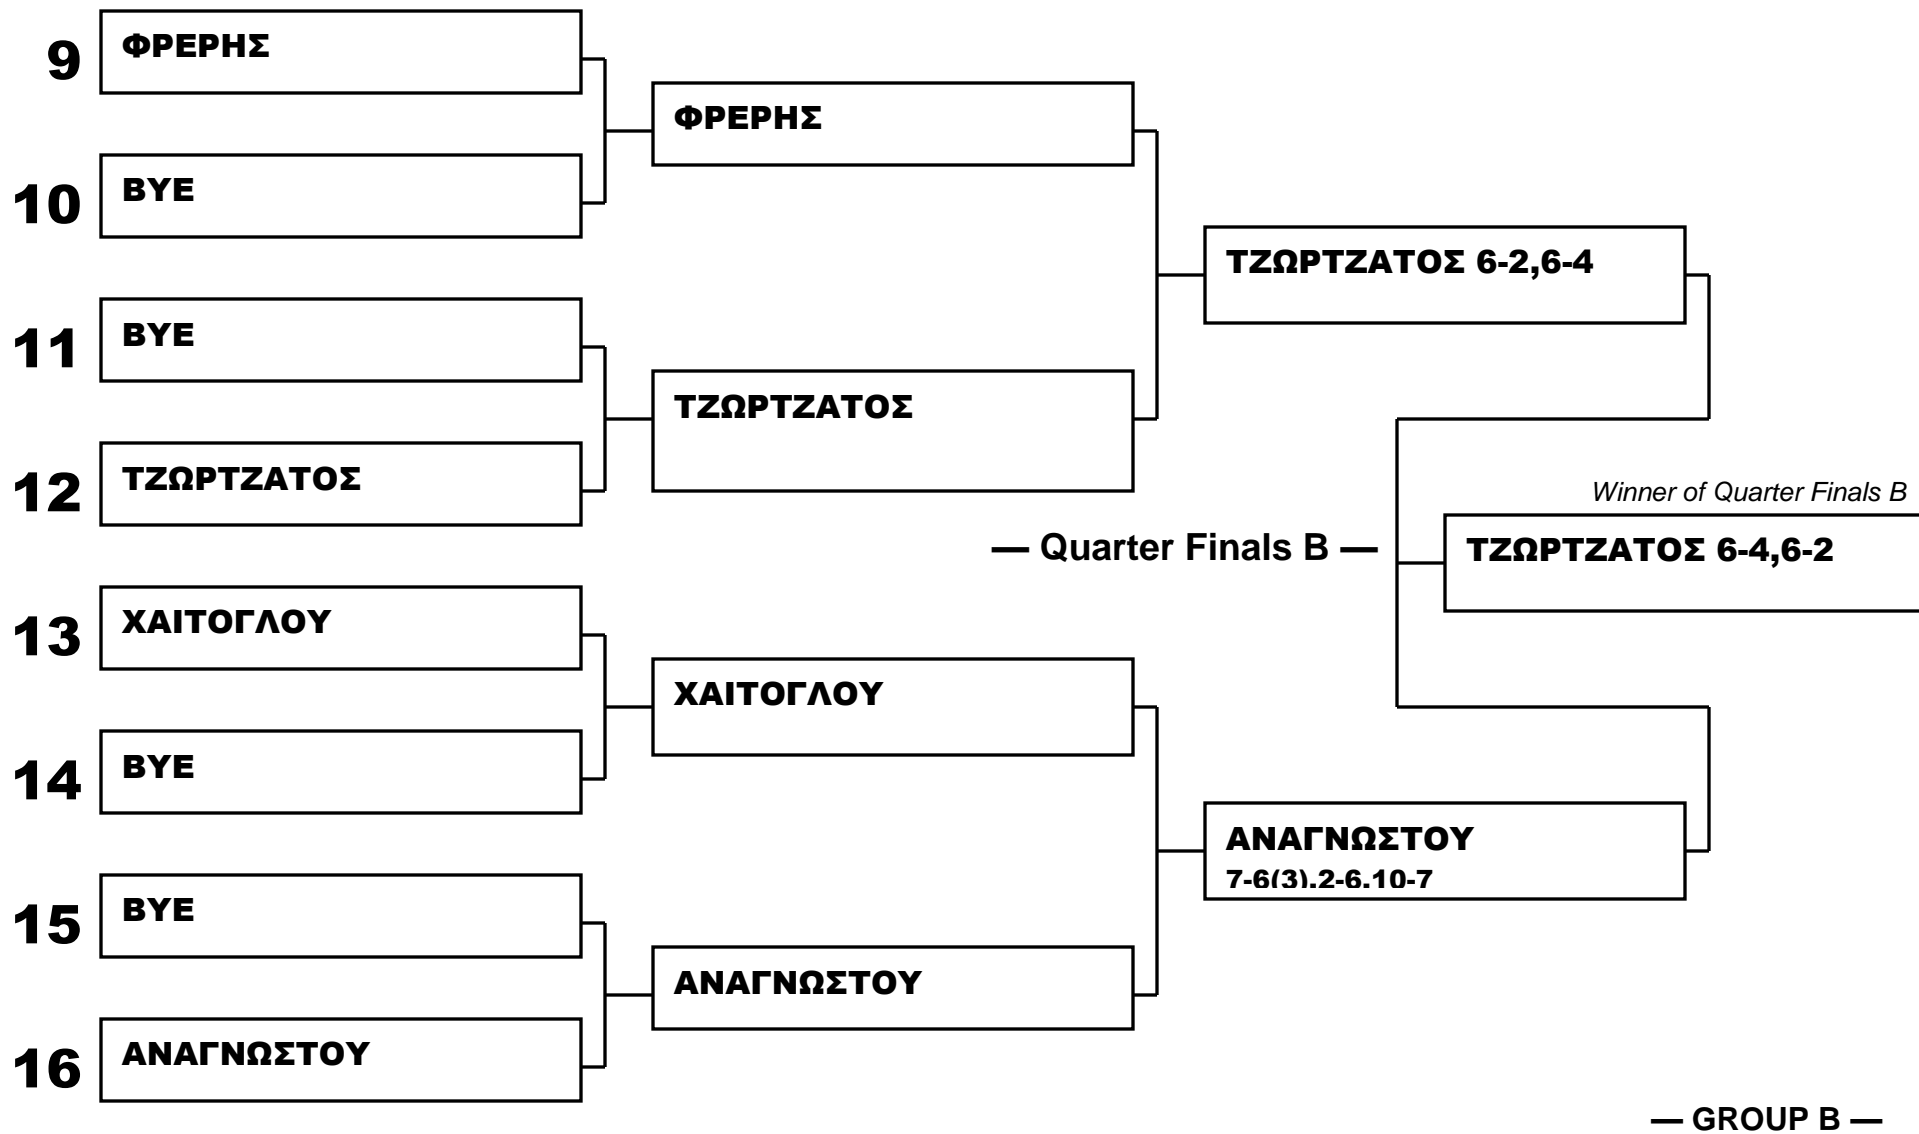 9 ΦΡΕΡΗΣ
ΦΡΕΡΗΣ
10 BYE
ΤΖΩΡΤΖΑΤΟΣ 6-2,6-4
11 BYE
ΤΖΩΡΤΖΑΤΟΣ
12 ΤΖΩΡΤΖΑΤΟΣ
Winner of Quarter Finals B
— Quarter Finals B —
ΤΖΩΡΤΖΑΤΟΣ 6-4,6-2
13 ΧΑΙΤΟΓΛΟΥ
ΧΑΙΤΟΓΛΟΥ
14 BYE
ΑΝΑΓΝΩΣΤΟΥ
7-6(3).2-6.10-7
15 BYE
ΑΝΑΓΝΩΣΤΟΥ
16 ΑΝΑΓΝΩΣΤΟΥ
— GROUP B —